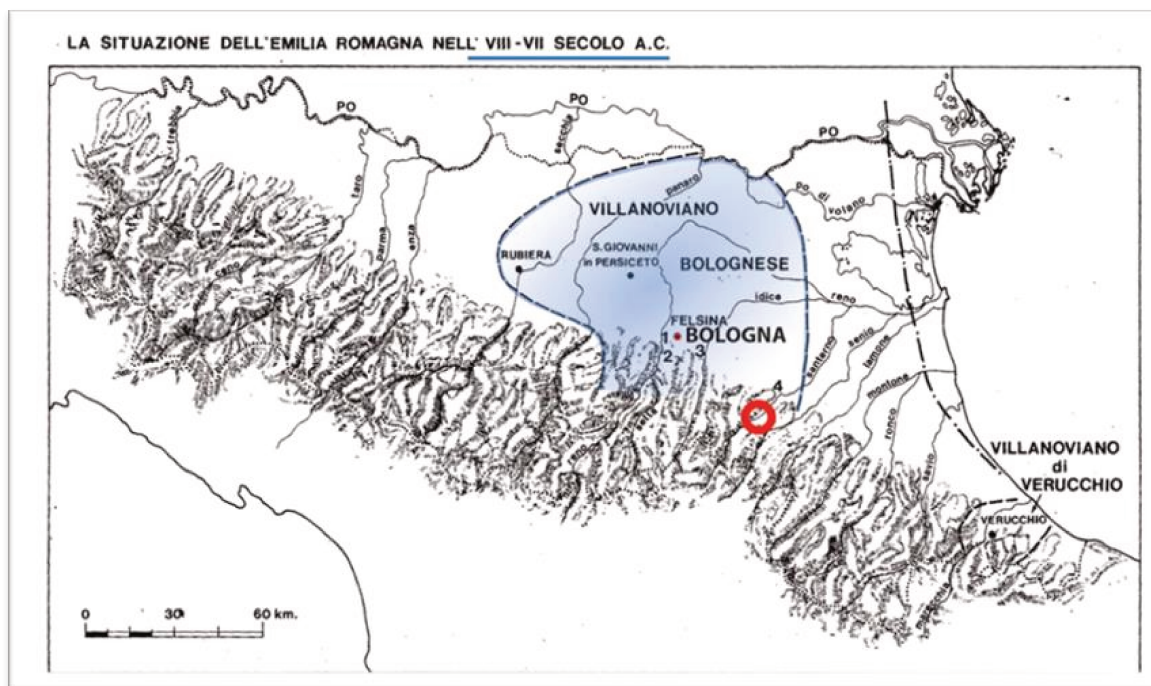 LA SITUAZIONE DELL'EMILIA ROMAGNA NELL' VIII-VII SECOLO A.C.
PO
PO
PO
trebbia
secchia
taro
parma
enza
ceno
panaro
po di volano
VILLANOVIANO
S. GIOVANNI
in PERSICETO
RUBIERA
BOLOGNESE
idice
reno
FELSINA
1
BOLOGNA
2
3
santerno
senio
lamone
montone
ronco
4
VILLANOVIANO
di
VERUCCHIO
VERUCCHIO
0 30 60 km.